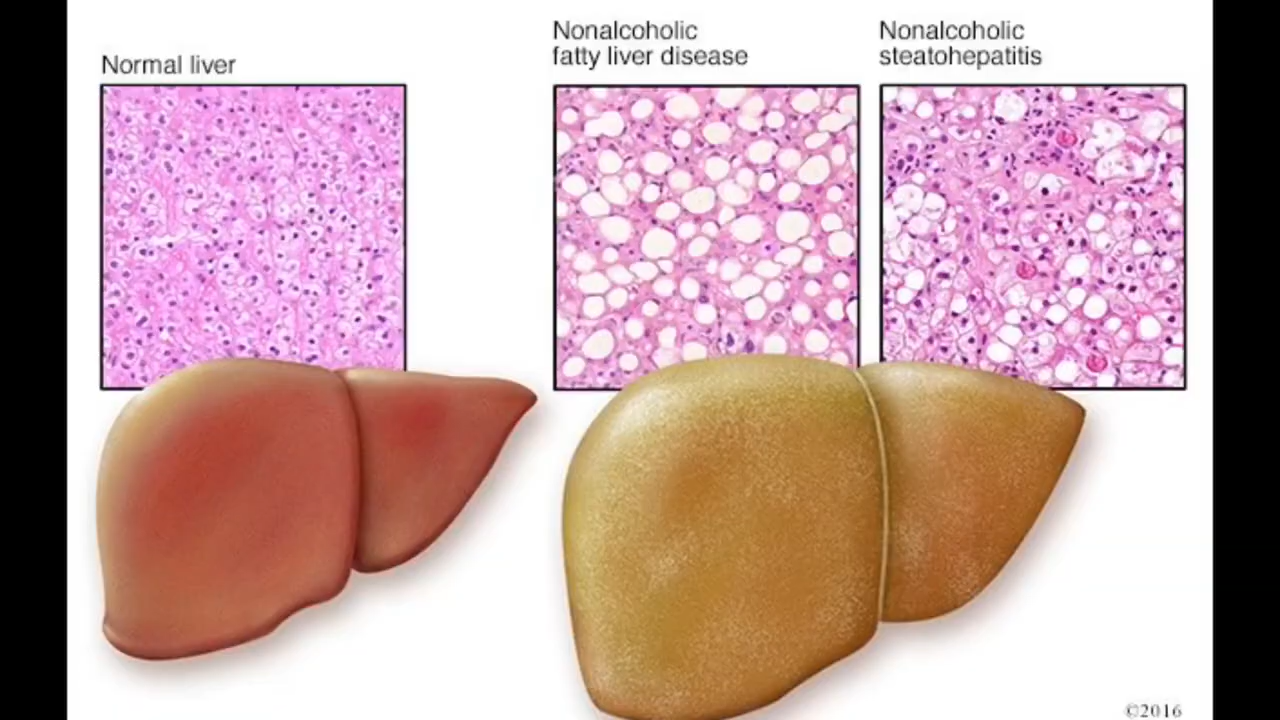 Normal liver
Nonalcoholic
fatty liver disease
Nonalcoholic
steatohepatitis
©2016